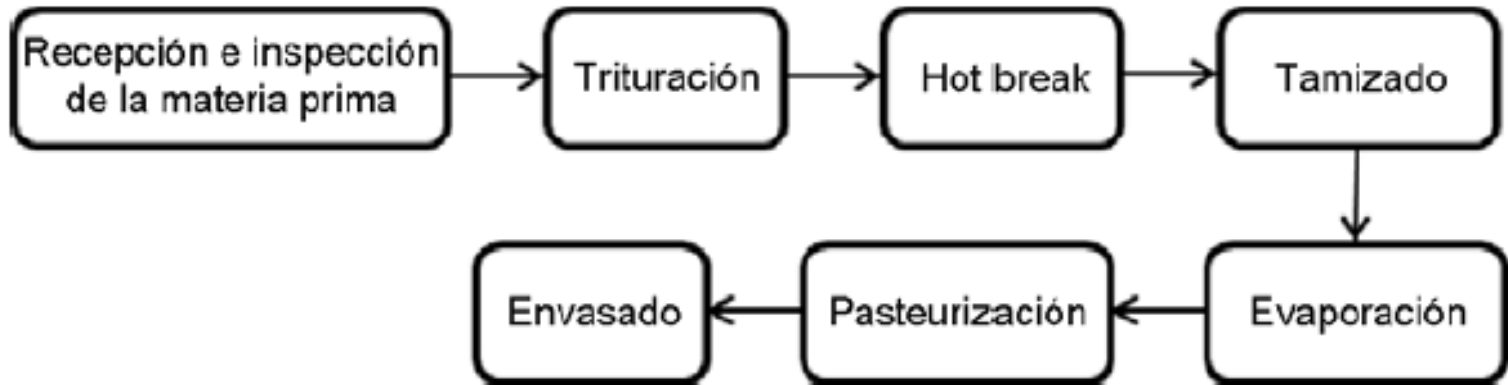 Recepción e inspección
de la materia prima
Trituración
Hot break
Tamizado
Evaporación
Pasteurización
Envasado